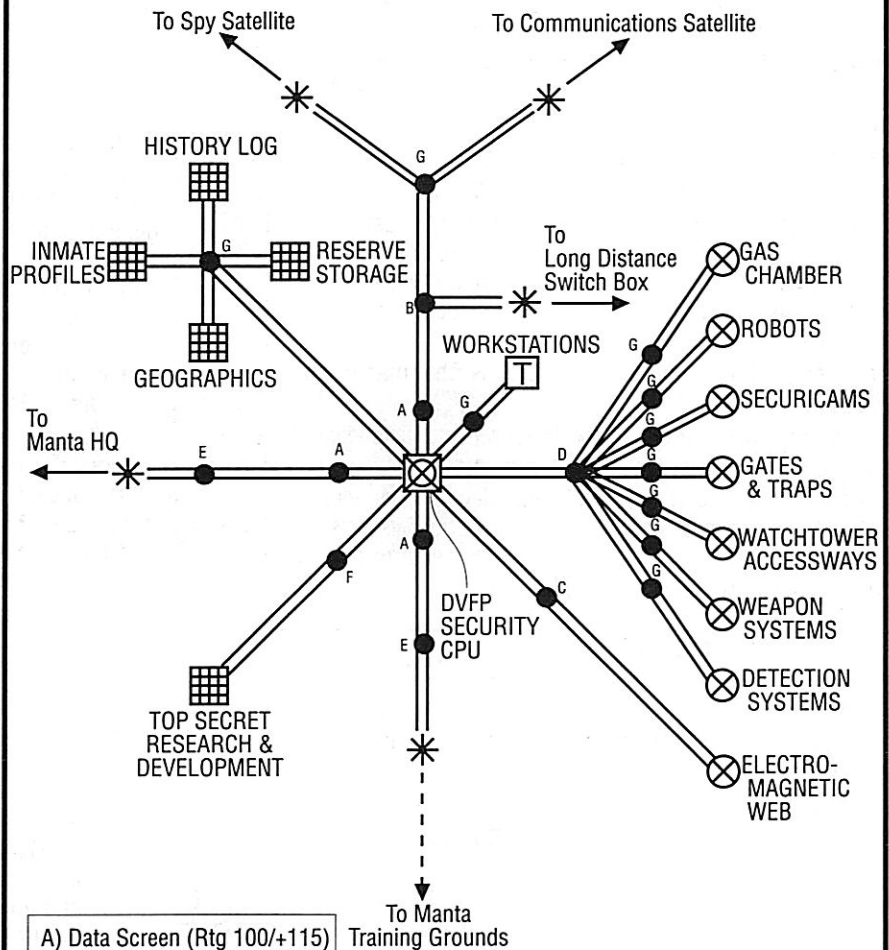 To Spy Satellite
To Communications Satellite
G
HISTORY LOG
G
INMATE
PROFILES
RESERVE
STORAGE
GEOGRAPHICS
To
Long Distance
Switch Box
B
WORKSTATIONS
T
G
A
GAS
CHAMBER
ROBOTS
SECURICAMS
GATES
& TRAPS
WATCHTOWER
ACCESSWAYS
WEAPON
SYSTEMS
DETECTION
SYSTEMS
G
G
G
G
G
G
G
D
To
Manta HQ
E
A
A
F
C
DVFP
SECURITY
CPU
E
TOP SECRET
RESEARCH &
DEVELOPMENT
ELECTRO-
MAGNETIC
WEB
To Manta
Training Grounds
A) Data Screen (Rtg 100/+115)